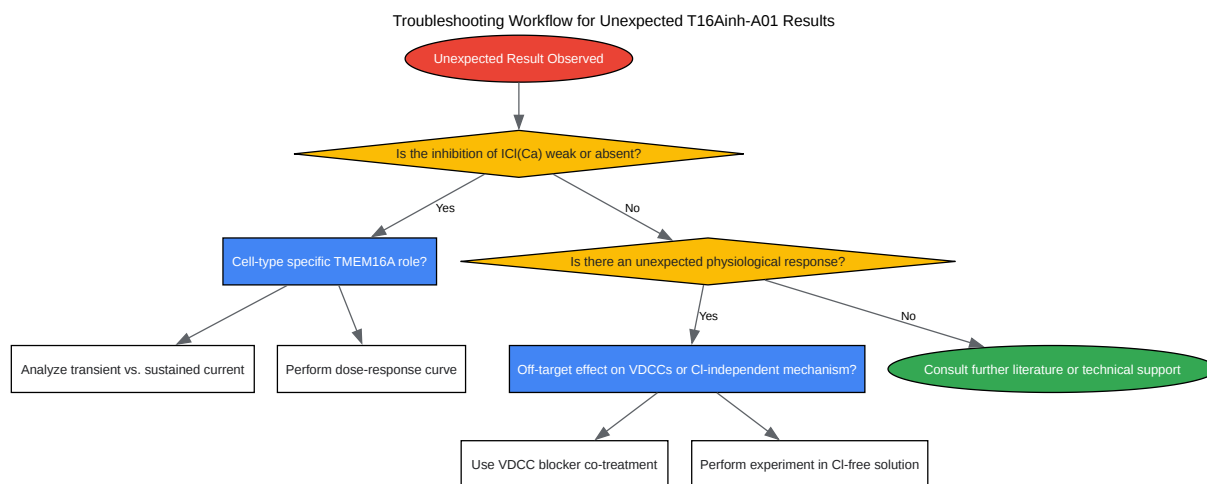 Troubleshooting Workflow for Unexpected T16Ainh-A01 Results
Unexpected Result Observed
Is the inhibition of ICl(Ca) weak or absent?
Yes
No
Cell-type specific TMEM16A role?
Is there an unexpected physiological response?
Yes
No
Analyze transient vs. sustained current
Perform dose-response curve
Off-target effect on VDCCs or Cl-independent mechanism?
Consult further literature or technical support
Use VDCC blocker co-treatment
Perform experiment in Cl-free solution